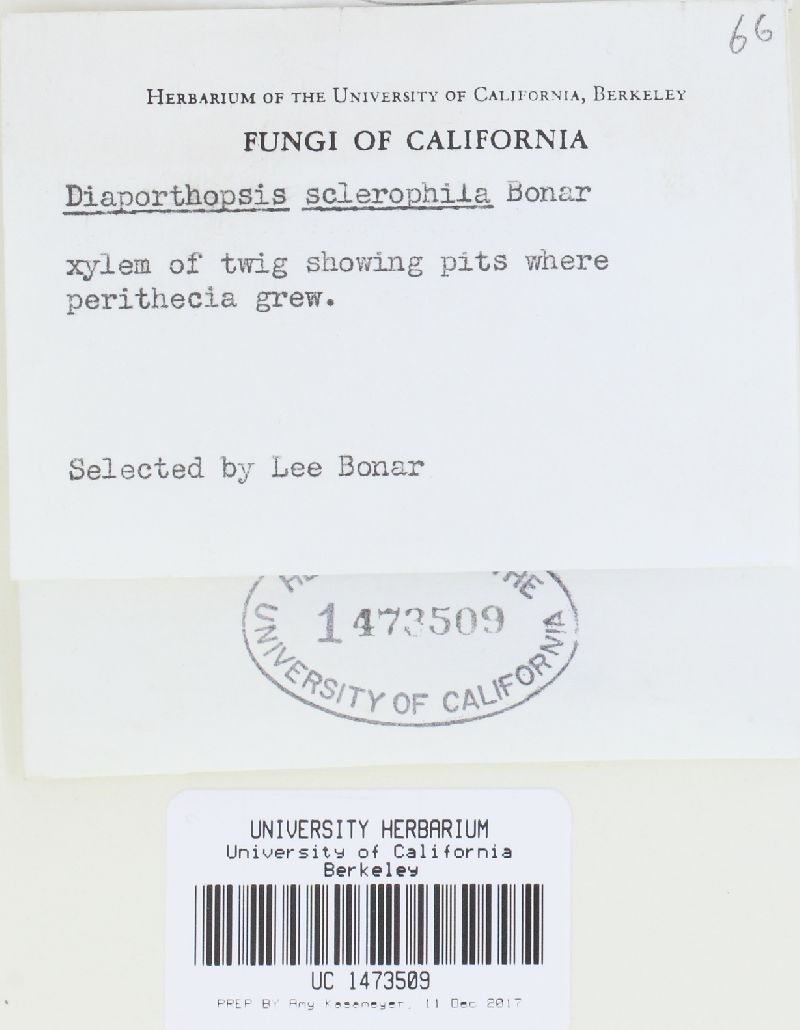 66
HERBARIUM OF THE UNIVERSITY OF CALIFORNIA, BERKELEY
FUNGI OF CALIFORNIA
Diaporthopsis sclerophila Bonar
xylem of twig showing pits where
perithecia grew.
Selected by Lee Bonar
THE
1473509
UNIVERSITY OF CALIFORNIA
UNIVERSITY HERBARIUM
University of California
Berkeley
UC 1473509
PREP BY Amy Kasameyer, 11 Dec 2017